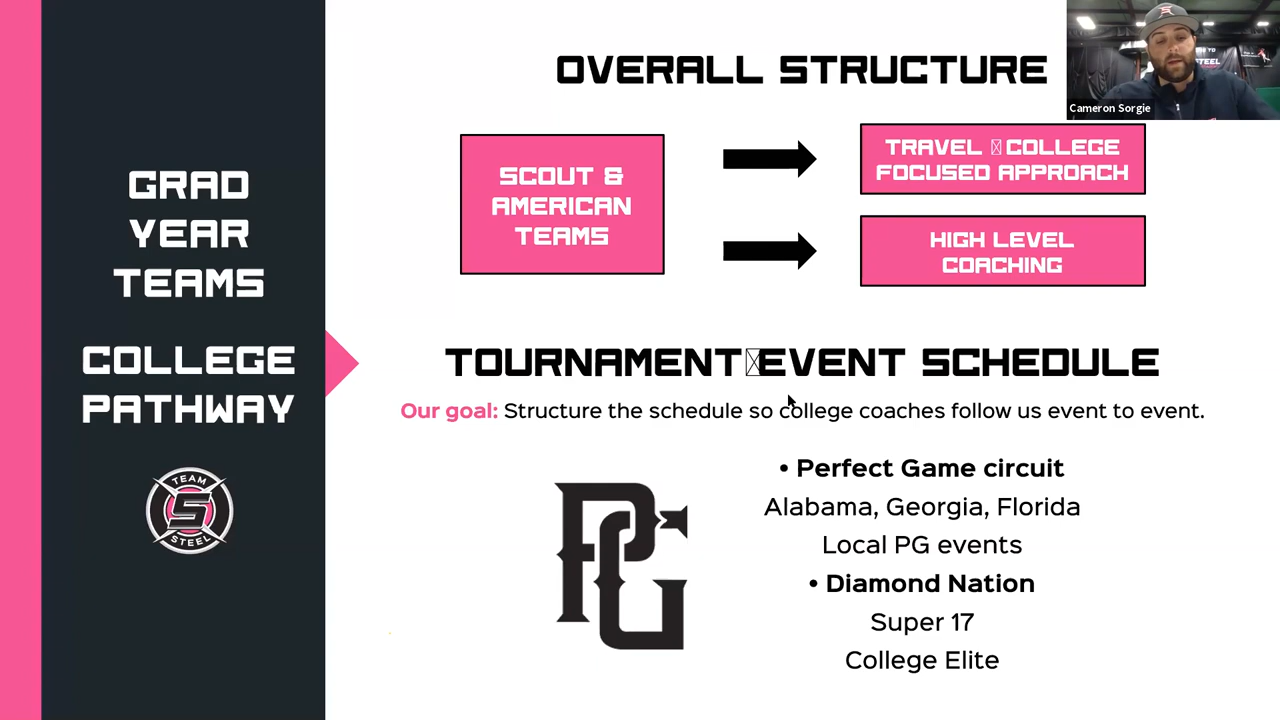 GRAD
YEAR
TEAMS
COLLEGE
PATHWAY
TEAM
S
STEEL
OVERALL STRUCTURE
SCOUT &
AMERICAN
TEAMS
TRAVEL COLLEGE
FOCUSED APPROACH
HIGH LEVEL
COACHING
TOURNAMENT EVENT SCHEDULE
Our goal: Structure the schedule so college coaches follow us event to event.
PG
• Perfect Game circuit
Alabama, Georgia, Florida
Local PG events
• Diamond Nation
Super 17
College Elite
Cameron Sorgie